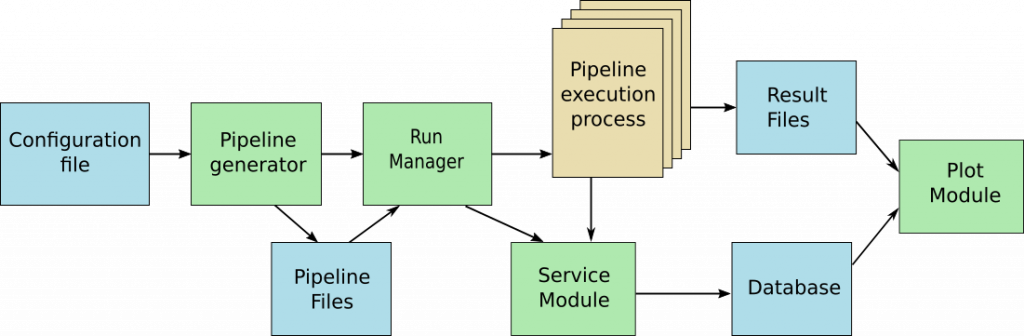 Configuration
file
Pipeline
generator
Run
Manager
Pipeline
execution
process
Result
Files
Plot
Module
Pipeline
Files
Service
Module
Database